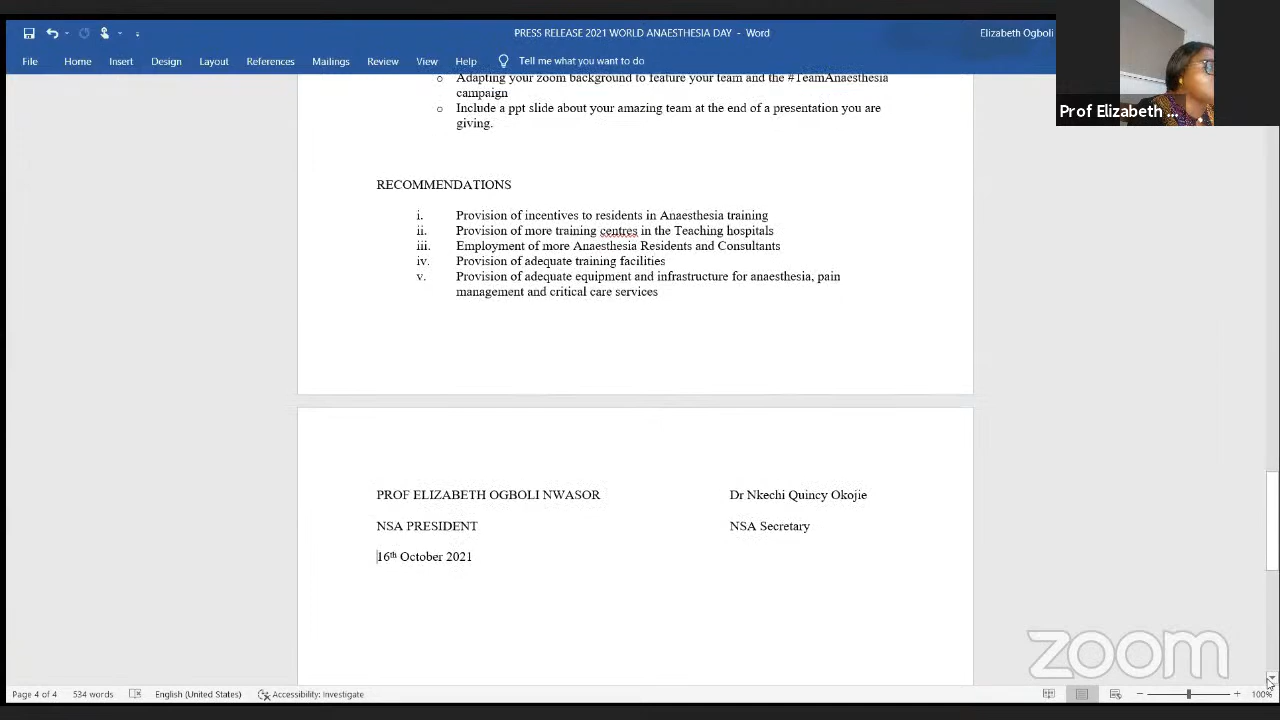 PRESS RELEASE 2021 WORLD ANAESTHESIA DAY - Word
Elizabeth Ogboli
File Home Insert Design Layout References Mailings Review View Help Tell me what you want to do
Prof Elizabeth ...
Adapting your zoom background to feature your team and the #TeamAnaesthesia
campaign
Include a ppt slide about your amazing team at the end of a presentation you are
giving.
RECOMMENDATIONS
i. Provision of incentives to residents in Anaesthesia training
ii. Provision of more training centres in the Teaching hospitals
iii. Employment of more Anaesthesia Residents and Consultants
iv. Provision of adequate training facilities
v. Provision of adequate equipment and infrastructure for anaesthesia, pain
management and critical care services
PROF ELIZABETH OGBOLI NWASOR Dr Nkechi Quincy Okojie
NSA PRESIDENT NSA Secretary
16th October 2021
zoom
Page 4 of 4 534 words English (United States) Accessibility: Investigate 100%